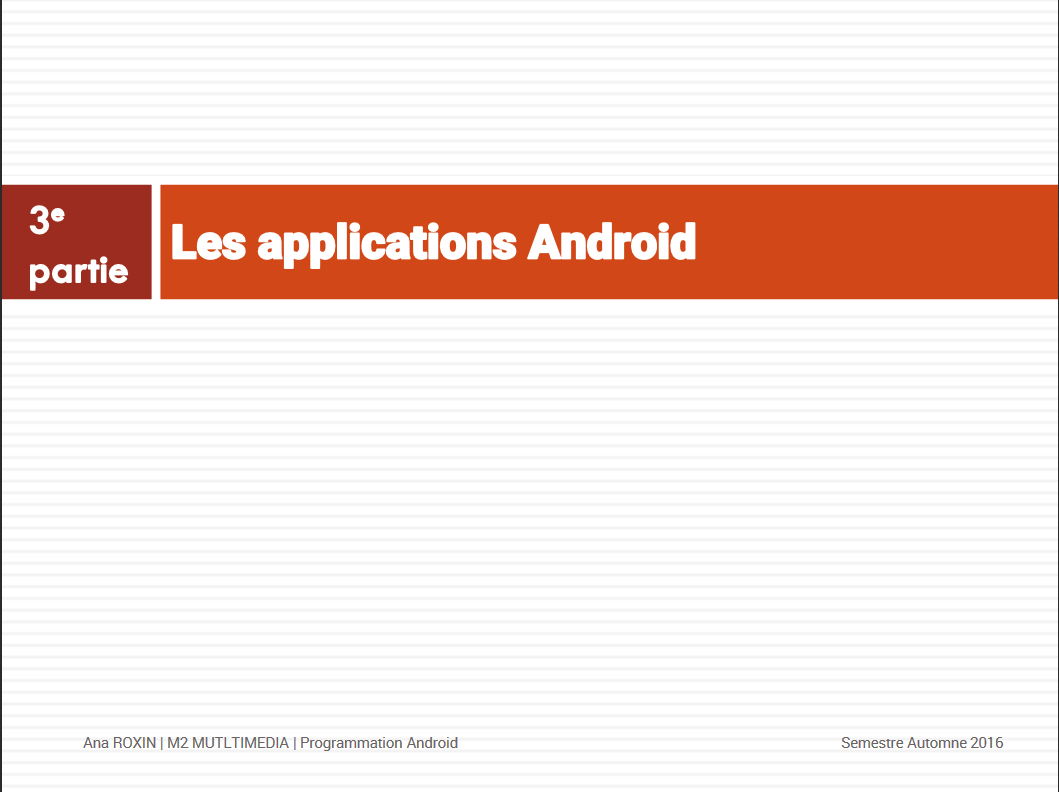 3e
partie
Les applications Android
Ana ROXIN | M2 MUTLTIMEDIA | Programmation Android
Semestre Automne 2016